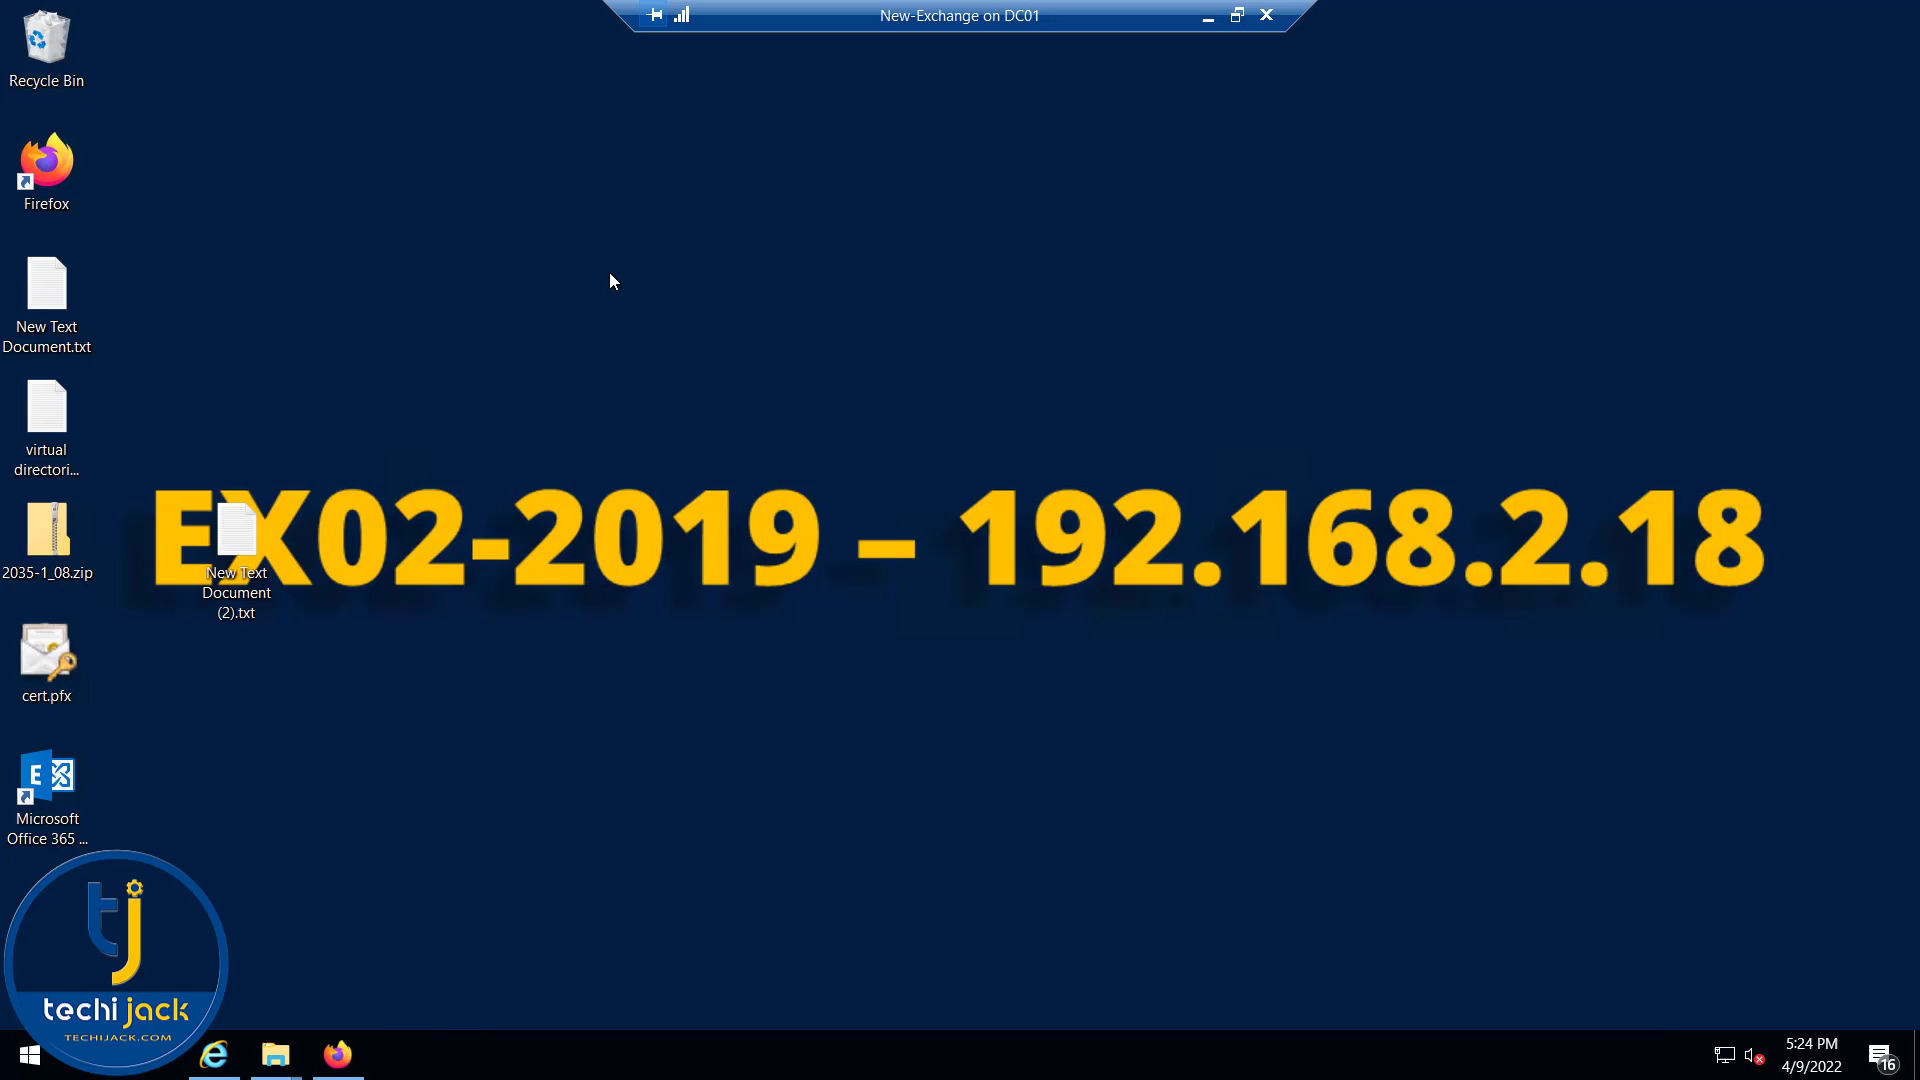 New-Exchange on DC01
Recycle Bin
Firefox
New Text
Document.txt
virtual
directori...
2035-1_08.zip
EX02-2019 – 192.168.2.18
New Text
Document
(2).txt
cert.pfx
E
Microsoft
Office 365 ...
tj
techi jack
TECHIJACK.COM
5:24 PM
4/9/2022
16